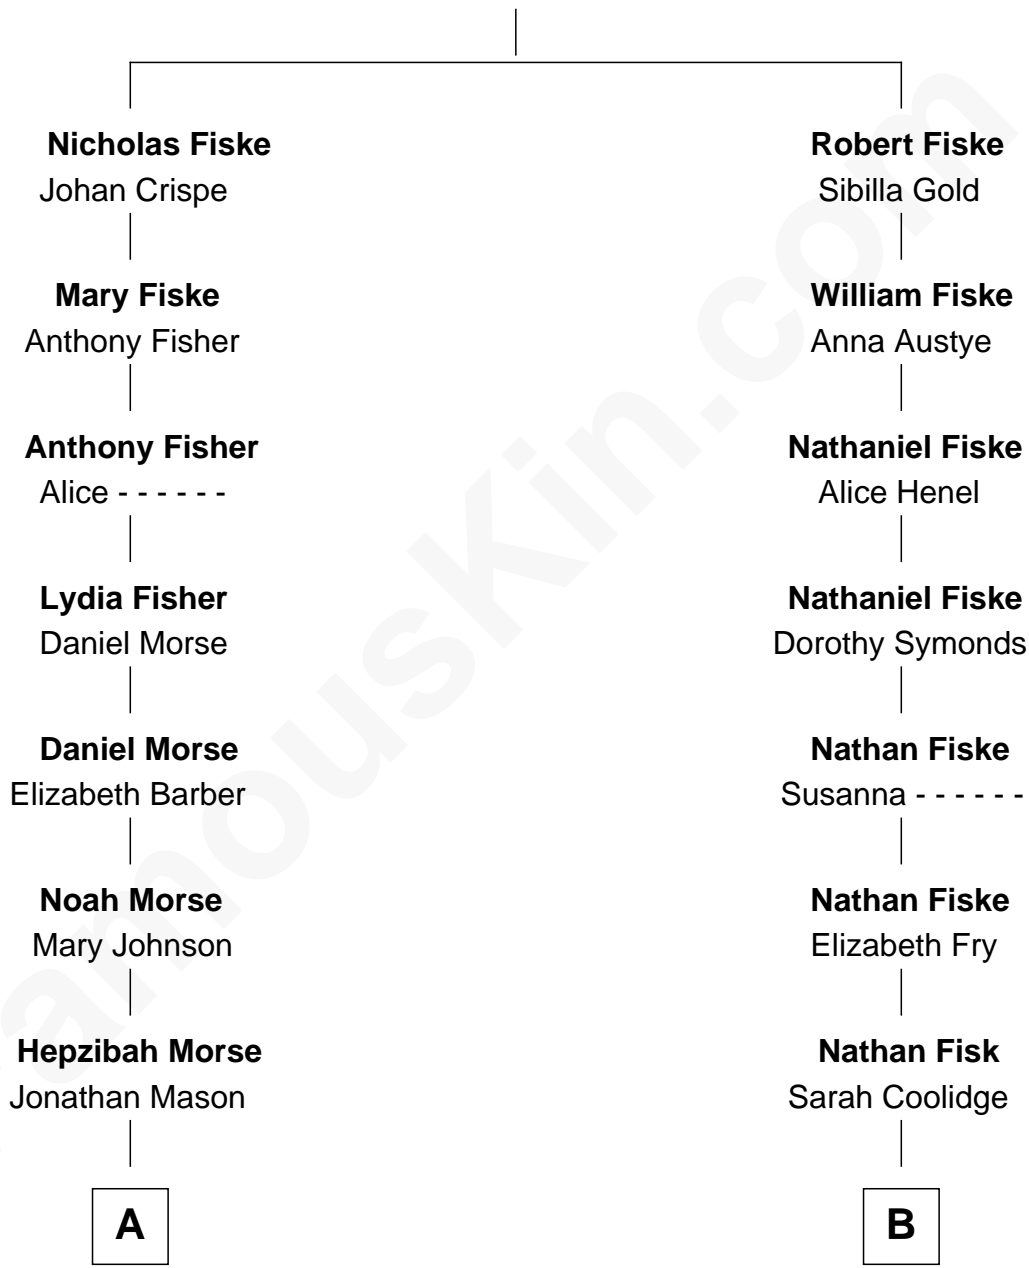 Nicholas Fiske
Johan Crispe
Mary Fiske
Anthony Fisher
Anthony Fisher
Alice - - - - - -
Lydia Fisher
Daniel Morse
Daniel Morse
Elizabeth Barber
Noah Morse
Mary Johnson
Hepzibah Morse
Jonathan Mason
A
Robert Fiske
Sibilla Gold
William Fiske
Anna Austye
Nathaniel Fiske
Alice Henel
Nathaniel Fiske
Dorothy Symonds
Nathan Fiske
Susanna - - - - - -
Nathan Fiske
Elizabeth Fry
Nathan Fisk
Sarah Coolidge
B
amousKin.com